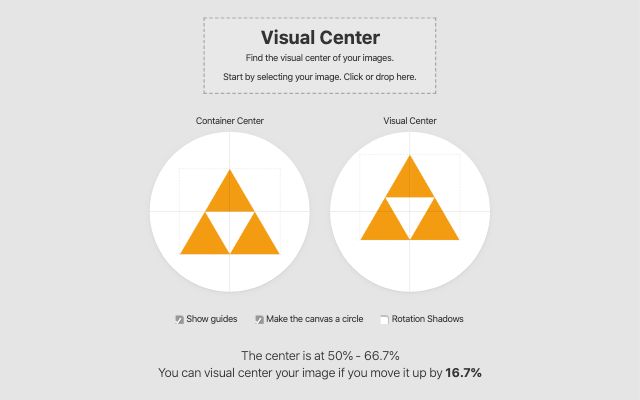 Visual Center
Find the visual center of your images.
Start by selecting your image. Click or drop here.
Container Center
Visual Center
Show guides
Make the canvas a circle
Rotation Shadows
The center is at 50% - 66.7%
You can visual center your image if you move it up by 16.7%